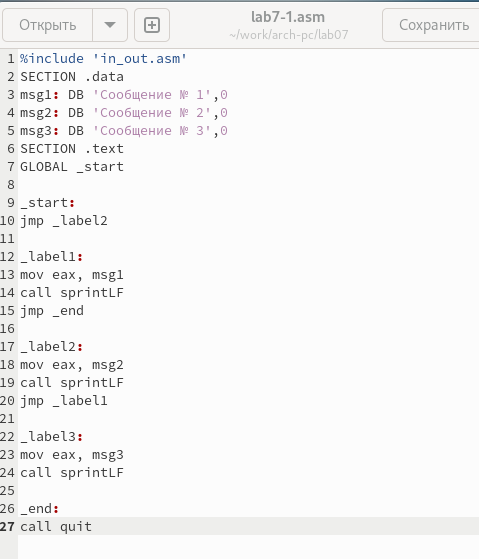 Открыть
lab7-1.asm
~/work/arch-pc/lab07
Сохранить
1 %include 'in_out.asm'
2 SECTION .data
3 msg1: DB 'Сообщение № 1',0
4 msg2: DB 'Сообщение № 2',0
5 msg3: DB 'Сообщение № 3',0
6 SECTION .text
7 GLOBAL _start
8
9 _start:
10 jmp _label2
11
12 _label1:
13 mov eax, msg1
14 call sprintLF
15 jmp _end
16
17 _label2:
18 mov eax, msg2
19 call sprintLF
20 jmp _label1
21
22 _label3:
23 mov eax, msg3
24 call sprintLF
25
26 _end:
27 call quit